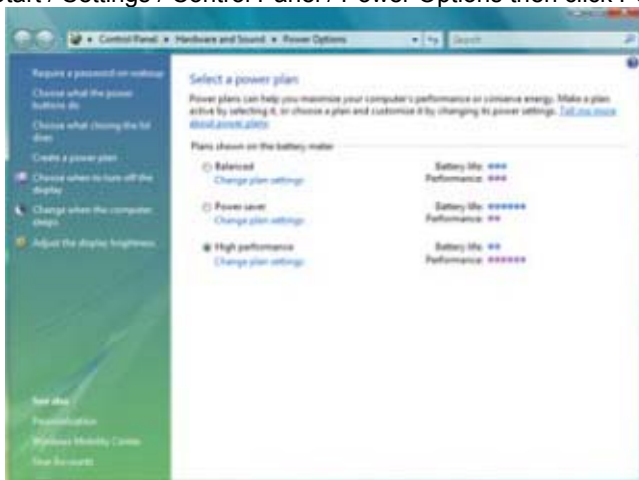 tart / Settings / Control Panel / Power Options then click P
Control Panel ▸ Hardware and Sound ▸ Power Options
Search
Require a password on wakeup
Choose what the power
buttons do
Choose what closing the lid
does
Create a power plan
Choose when to turn off the
display
Change when the computer
sleeps
Adjust the display brightness
Select a power plan
Power plans can help you maximize your computer's performance or conserve energy. Make a plan
active by selecting it, or choose a plan and customize it by changing its power settings. Tell me more
about power plans
Plans shown on the battery meter
Balanced Battery life:
Change plan settings Performance:
Power saver Battery life:
Change plan settings Performance:
High performance Battery life:
Change plan settings Performance:
See also
Personalization
Windows Mobility Center
User Accounts